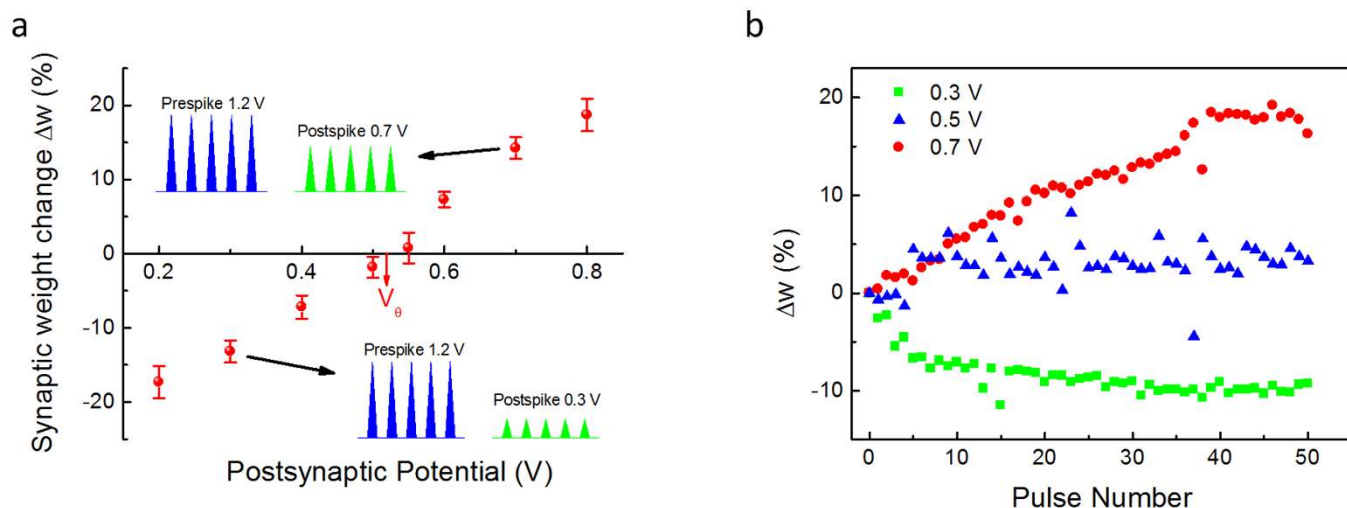 a
Synaptic weight change Δw (%)
20
10
0
-10
-20
0.2
0.4
0.6
0.8
Prespike 1.2 V
Postspike 0.7 V
Vθ
Prespike 1.2 V
Postspike 0.3 V
Postsynaptic Potential (V)
b
Δw (%)
20
10
0
-10
0.3 V
0.5 V
0.7 V
0
10
20
30
40
50
Pulse Number